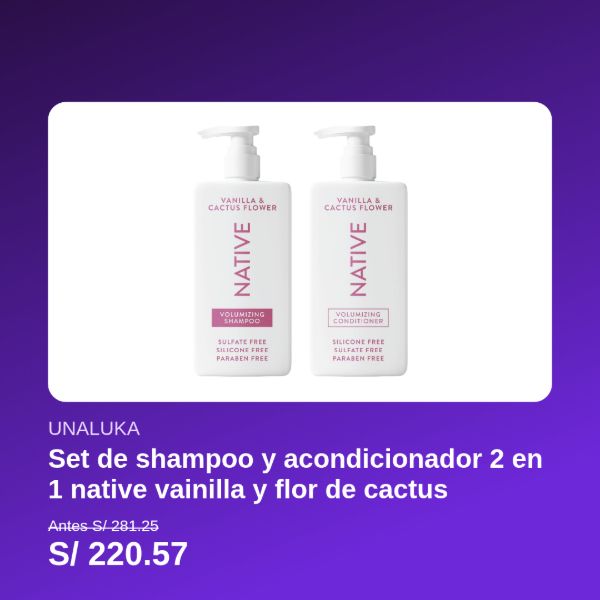 VANILLA &
CACTUS FLOWER
NATIVE
VOLUMIZING
SHAMPOO
SULFATE FREE
SILICONE FREE
PARABEN FREE
VANILLA &
CACTUS FLOWER
NATIVE
VOLUMIZING
CONDITIONER
SILICONE FREE
SULFATE FREE
PARABEN FREE
UNALUKA
Set de shampoo y acondicionador 2 en
1 native vainilla y flor de cactus
Antes S/ 281.25
S/ 220.57